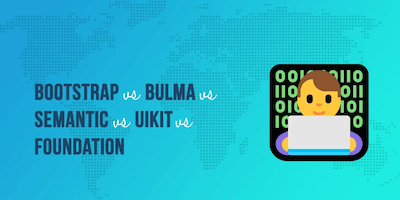 BOOTSTRAP vs BULMA vs
SEMANTIC vs UIKIT vs
FOUNDATION